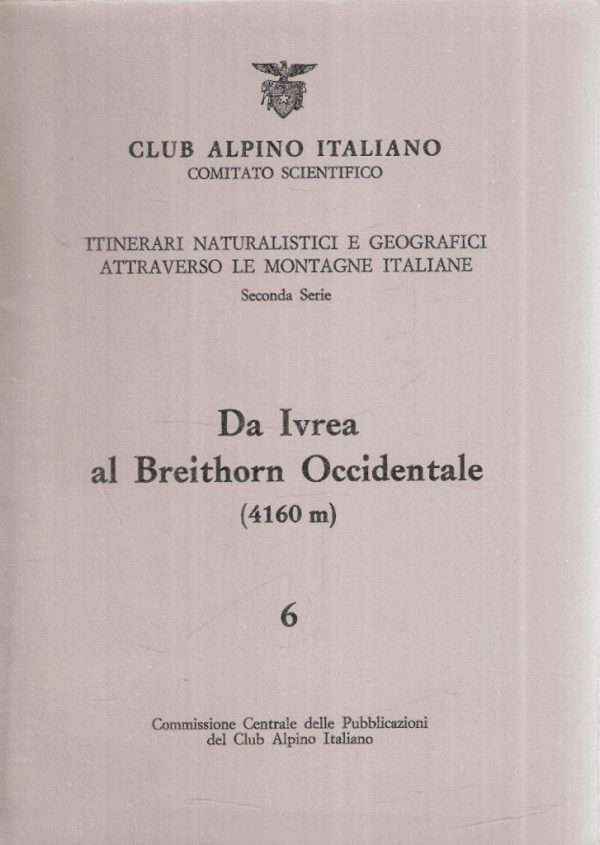 CLUB ALPINO ITALIANO
COMITATO SCIENTIFICO
ITINERARI NATURALISTICI E GEOGRAFICI
ATTRAVERSO LE MONTAGNE ITALIANE
Seconda Serie
Da Ivrea
al Breithorn Occidentale
(4160 m)
6
Commissione Centrale delle Pubblicazioni
del Club Alpino Italiano